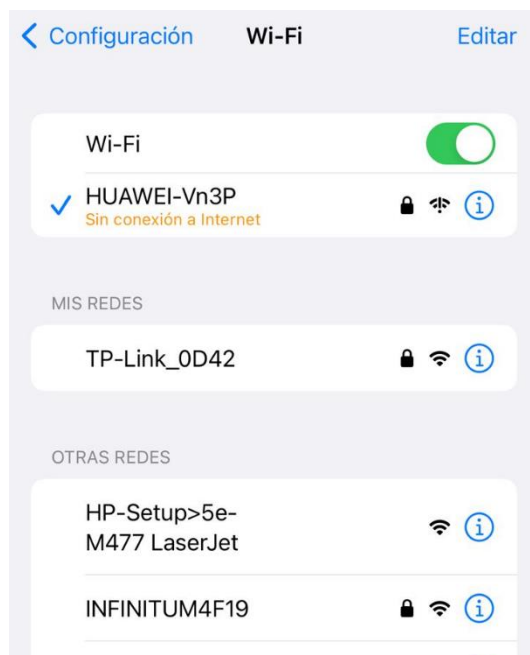 Configuración Wi-Fi Editar
Wi-Fi
HUAWEI-Vn3P
Sin conexión a Internet
MIS REDES
TP-Link_0D42
OTRAS REDES
HP-Setup>5e-
M477 LaserJet
INFINITUM4F19